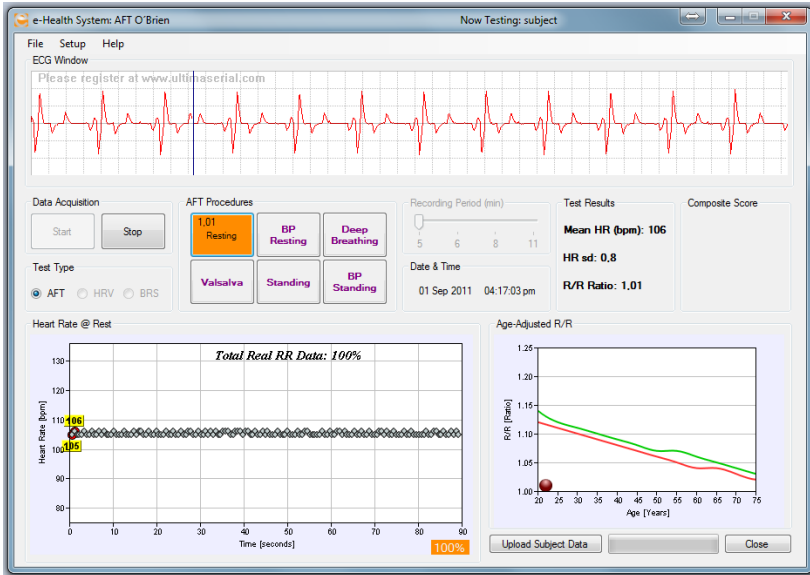 e-Health System: AFT O'Brien
Now Testing: subject
File Setup Help
ECG Window
Please register at www.ultimaserial.com
Data Acquisition
Start Stop
Test Type
AFT HRV BRS
AFT Procedures
1,01
Resting
BP
Resting
Deep
Breathing
Valsalva
Standing
BP
Standing
Recording Period (min)
5 6 8 11
Date & Time
01 Sep 2011 04:17:03 pm
Test Results
Mean HR (bpm): 106
HR sd: 0,8
R/R Ratio: 1,01
Composite Score
Heart Rate @ Rest
Total Real RR Data: 100%
Heart Rate [bpm]
130
120
110
100
90
80
106
105
0 10 20 30 40 50 60 70 80 90
Time [seconds]
100%
Age-Adjusted R/R
R/R [Ratio]
1.25
1.20
1.15
1.10
1.05
1.00
20 25 30 35 40 45 50 55 60 65 70 75
Age [Years]
Upload Subject Data
Close